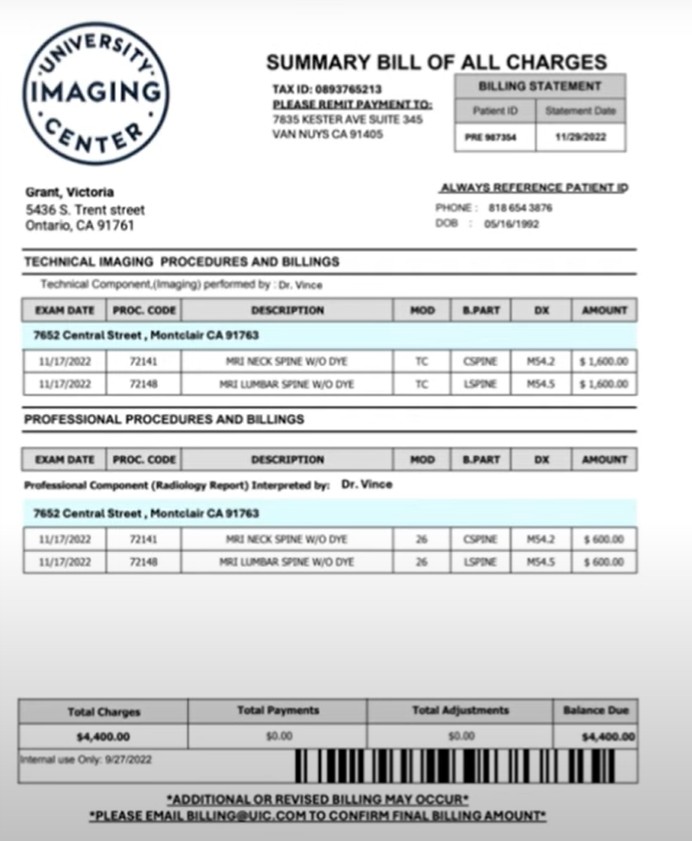 UNIVERSITY
IMAGING
CENTER
SUMMARY BILL OF ALL CHARGES
TAX ID: 0893765213
PLEASE REMIT PAYMENT TO:
7835 KESTER AVE SUITE 345
VAN NUYS CA 91405
BILLING STATEMENT
Patient ID Statement Date
PRE 987354 11/29/2022
Grant, Victoria
5436 S. Trent street
Ontario, CA 91761
ALWAYS REFERENCE PATIENT ID
PHONE : 818 654 3876
DOB : 05/16/1992
TECHNICAL IMAGING PROCEDURES AND BILLINGS
Technical Component,(Imaging) performed by : Dr. Vince
EXAM DATE PROC. CODE DESCRIPTION MOD B.PART DX AMOUNT
7652 Central Street , Montclair CA 91763
11/17/2022 72141 MRI NECK SPINE W/O DYE TC CSPINE M54.2 $ 1,600.00
11/17/2022 72148 MRI LUMBAR SPINE W/O DYE TC LSPINE M54.5 $ 1,600.00
PROFESSIONAL PROCEDURES AND BILLINGS
EXAM DATE PROC. CODE DESCRIPTION MOD B.PART DX AMOUNT
Professional Component (Radiology Report) Interpreted by: Dr. Vince
7652 Central Street , Montclair CA 91763
11/17/2022 72141 MRI NECK SPINE W/O DYE 26 CSPINE M54.2 $ 600.00
11/17/2022 72148 MRI LUMBAR SPINE W/O DYE 26 LSPINE M54.5 $ 600.00
Total Charges Total Payments Total Adjustments Balance Due
$4,400.00 $0.00 $0.00 $4,400.00
Internal use Only: 9/27/2022
*ADDITIONAL OR REVISED BILLING MAY OCCUR*
*PLEASE EMAIL BILLING@UIC.COM TO CONFIRM FINAL BILLING AMOUNT*